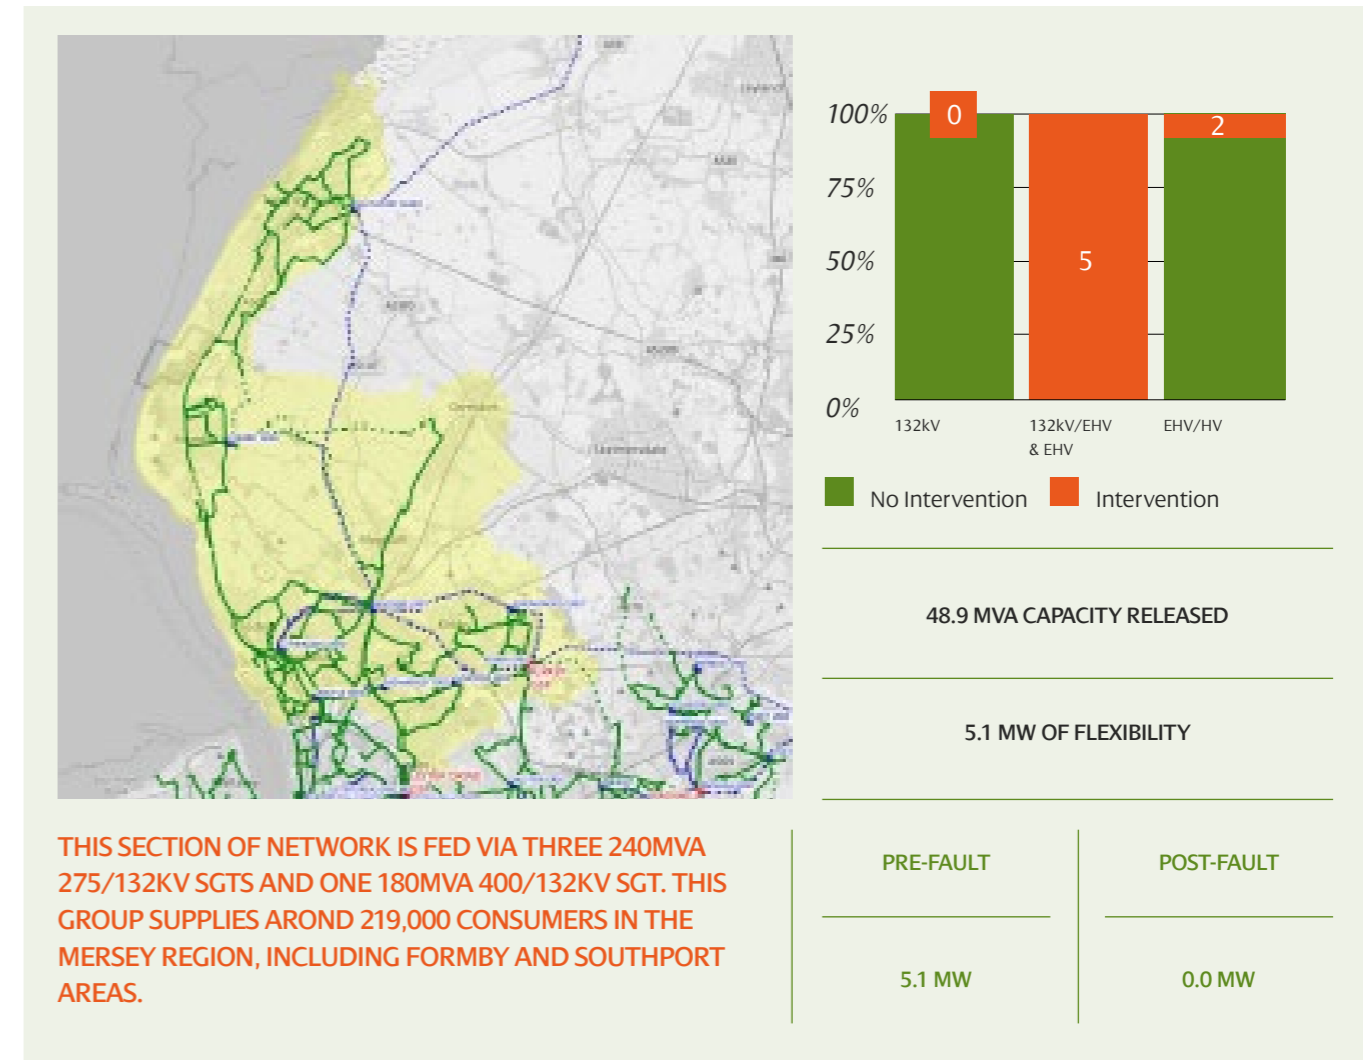 100%
75%
50%
25%
0%
0
5
2
132kV
132kV/EHV
& EHV
EHV/HV
No Intervention
Intervention
48.9 MVA CAPACITY RELEASED
5.1 MW OF FLEXIBILITY
THIS SECTION OF NETWORK IS FED VIA THREE 240MVA
275/132KV SGTS AND ONE 180MVA 400/132KV SGT. THIS
GROUP SUPPLIES AROND 219,000 CONSUMERS IN THE
MERSEY REGION, INCLUDING FORMBY AND SOUTHPORT
AREAS.
PRE-FAULT
POST-FAULT
5.1 MW
0.0 MW